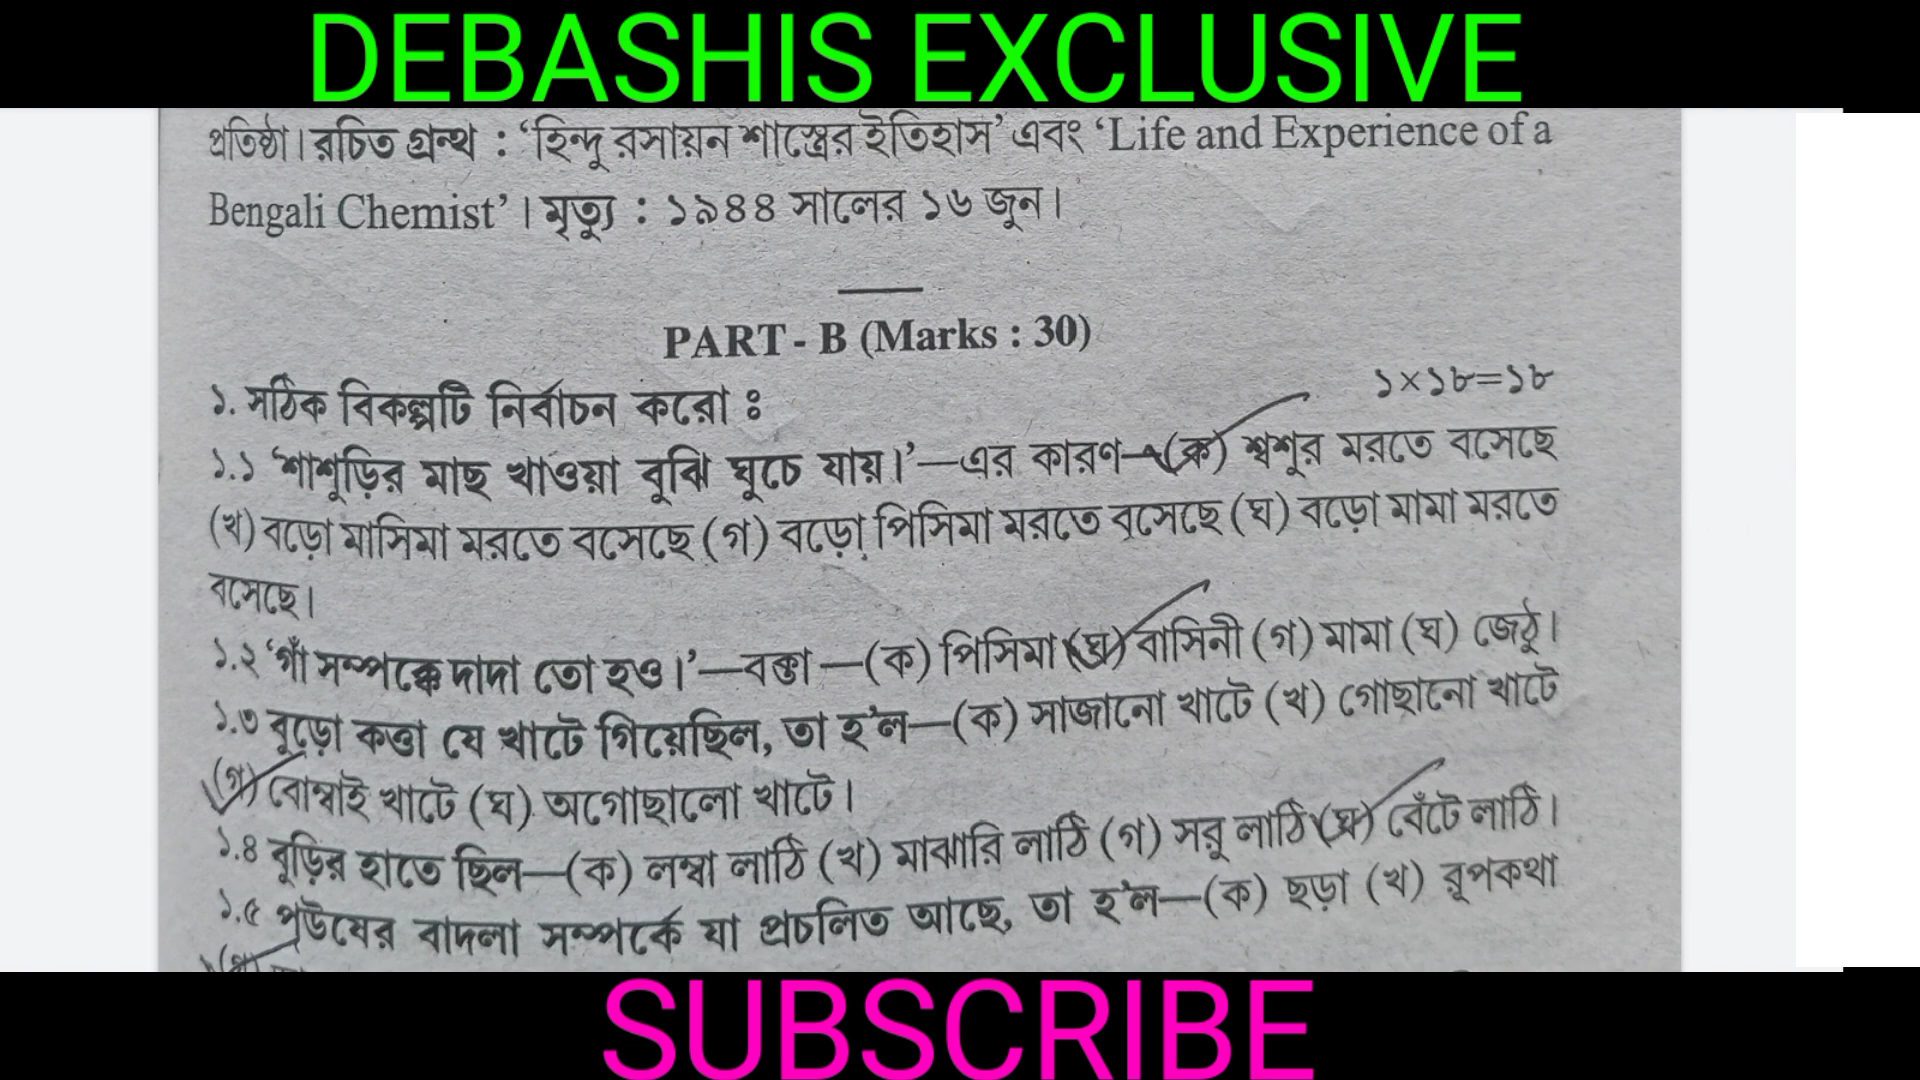 DEBASHIS EXCLUSIVE
প্রতিষ্ঠা। রচিত গ্রন্থ : ‘হিন্দু রসায়ন শাস্ত্রের ইতিহাস’ এবং ‘Life and Experience of a
Bengali Chemist’। মৃত্যু : ১৯৪৪ সালের ১৬ জুন।
PART - B (Marks : 30)
১. সঠিক বিকল্পটি নির্বাচন করো ঃ ১×১৮=১৮
১.১ ‘শাশুড়ির মাছ খাওয়া বুঝি ঘুচে যায়।’—এর কারণ—(ক) শ্বশুর মরতে বসেছে
(খ) বড়ো মাসিমা মরতে বসেছে (গ) বড়ো পিসিমা মরতে বসেছে (ঘ) বড়ো মামা মরতে
বসেছে।
১.২ ‘গাঁ সম্পক্কে দাদা তো হও।’—বক্তা —(ক) পিসিমা (খ) বাসিনী (গ) মামা (ঘ) জেঠু।
১.৩ বুড়ো কত্তা যে খাটে গিয়েছিল, তা হ’ল—(ক) সাজানো খাটে (খ) গোছানো খাটে
(গ) বোম্বাই খাটে (ঘ) অগোছালো খাটে।
১.৪ বুড়ির হাতে ছিল—(ক) লম্বা লাঠি (খ) মাঝারি লাঠি (গ) সরু লাঠি (ঘ) বেঁটে লাঠি।
১.৫ পউষের বাদলা সম্পর্কে যা প্রচলিত আছে, তা হ’ল—(ক) ছড়া (খ) রূপকথা
(গ)
SUBSCRIBE